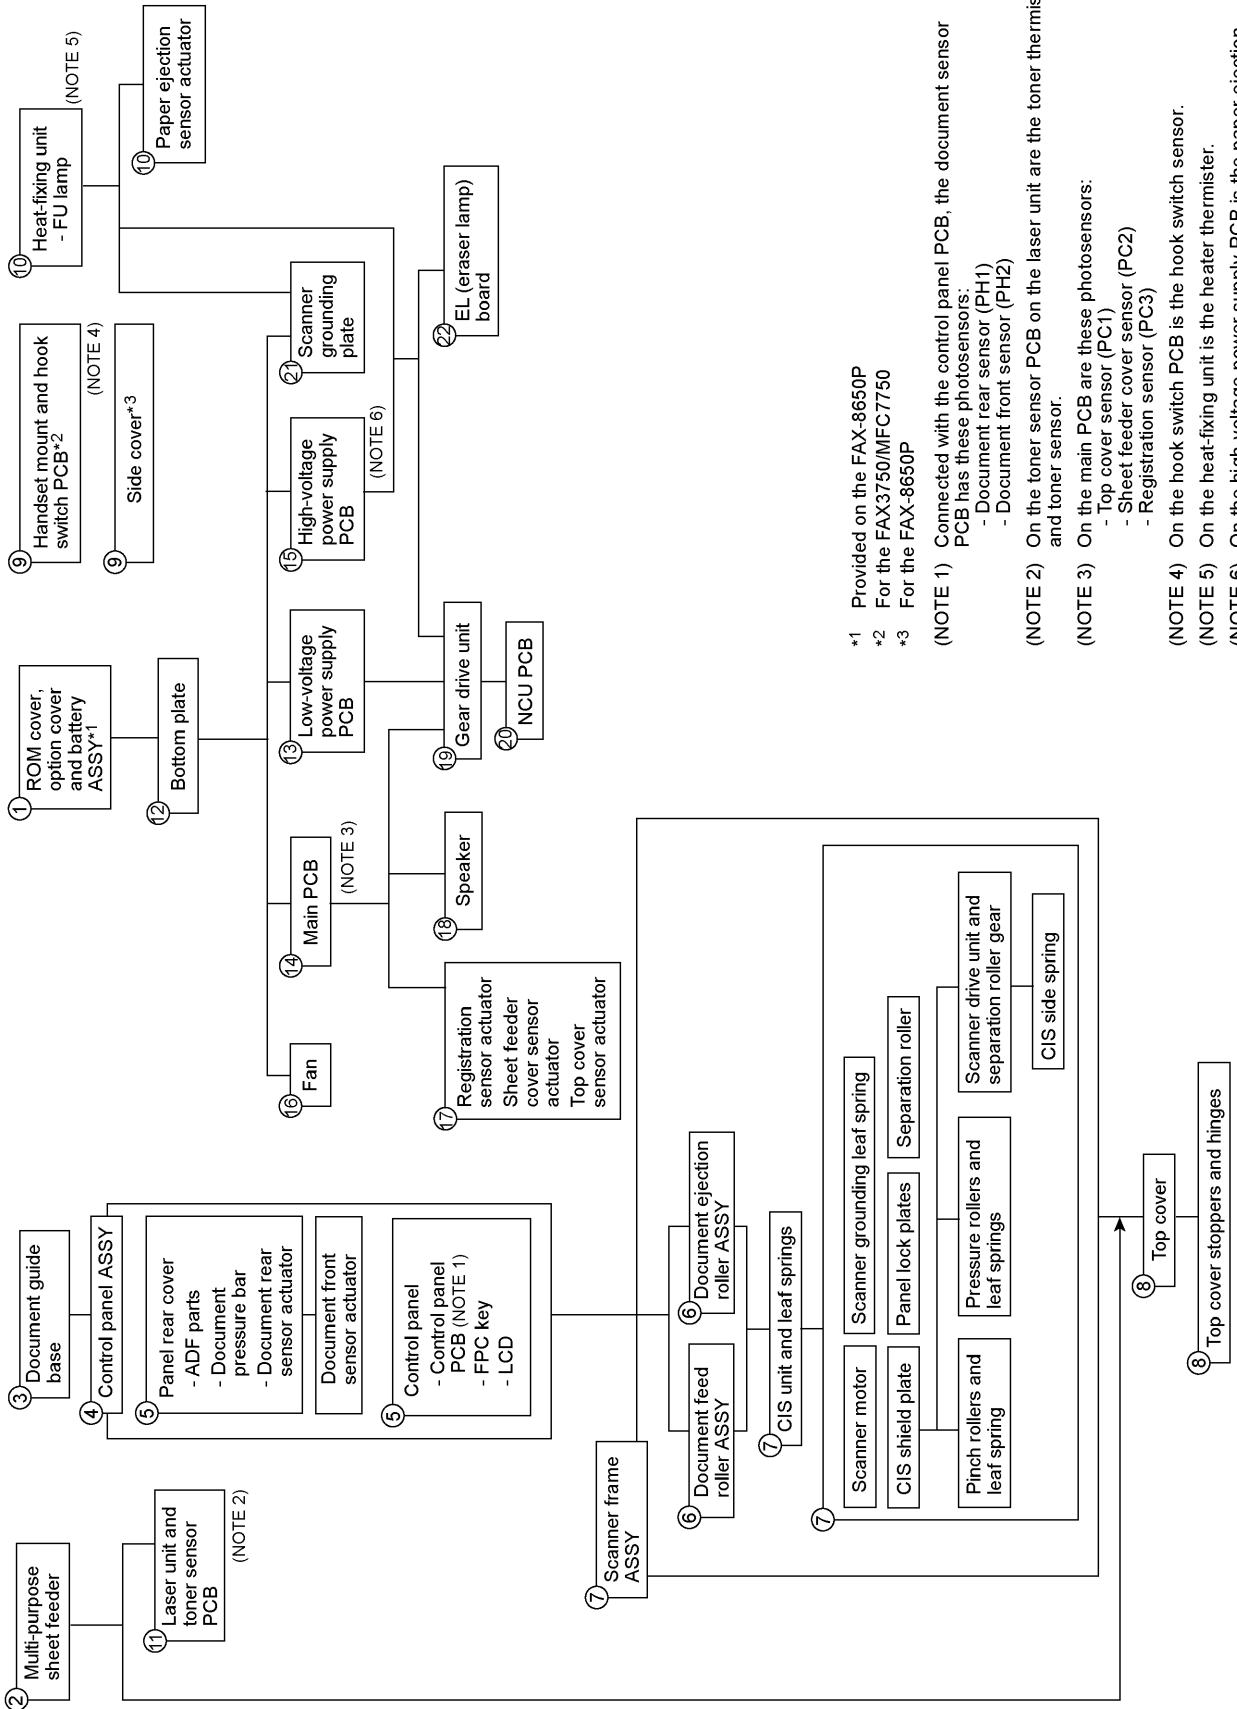 2
Multi-purpose
sheet feeder
11
Laser unit and
toner sensor
PCB
(NOTE 2)
3
Document guide
base
4
Control panel ASSY
5
Panel rear cover
- ADF parts
- Document
pressure bar
- Document rear
sensor actuator
Document front
sensor actuator
5
Control panel
- Control panel
PCB (NOTE 1)
- FPC key
- LCD
7
Scanner frame
ASSY
6
Document feed
roller ASSY
6
Document ejection
roller ASSY
7
CIS unit and leaf springs
7
Scanner motor
Scanner grounding leaf spring
CIS shield plate
Panel lock plates
Separation roller
Pinch rollers and
leaf spring
Pressure rollers and
leaf springs
Scanner drive unit and
separation roller gear
CIS side spring
8
Top cover
8
Top cover stoppers and hinges
1
ROM cover,
option cover
and battery
ASSY*1
12
Bottom plate
16
Fan
14
Main PCB
(NOTE 3)
13
Low-voltage
power supply
PCB
15
High-voltage
power supply
PCB
(NOTE 6)
21
Scanner
grounding
plate
17
Registration
sensor actuator
Sheet feeder
cover sensor
actuator
Top cover
sensor actuator
18
Speaker
19
Gear drive unit
20
NCU PCB
22
EL (eraser lamp)
board
9
Handset mount and hook
switch PCB*2
(NOTE 4)
9
Side cover*3
10
Heat-fixing unit
- FU lamp
(NOTE 5)
10
Paper ejection
sensor actuator
*1 Provided on the FAX-8650P
*2 For the FAX3750/MFC7750
*3 For the FAX-8650P
(NOTE 1) Connected with the control panel PCB, the document sensor
PCB has these photosensors:
- Document rear sensor (PH1)
- Document front sensor (PH2)
(NOTE 2) On the toner sensor PCB on the laser unit are the toner thermis
and toner sensor.
(NOTE 3) On the main PCB are these photosensors:
- Top cover sensor (PC1)
- Sheet feeder cover sensor (PC2)
- Registration sensor (PC3)
(NOTE 4) On the hook switch PCB is the hook switch sensor.
(NOTE 5) On the heat-fixing unit is the heater thermister.
(NOTE 6) On the high-voltage power supply PCB is the paper ejection